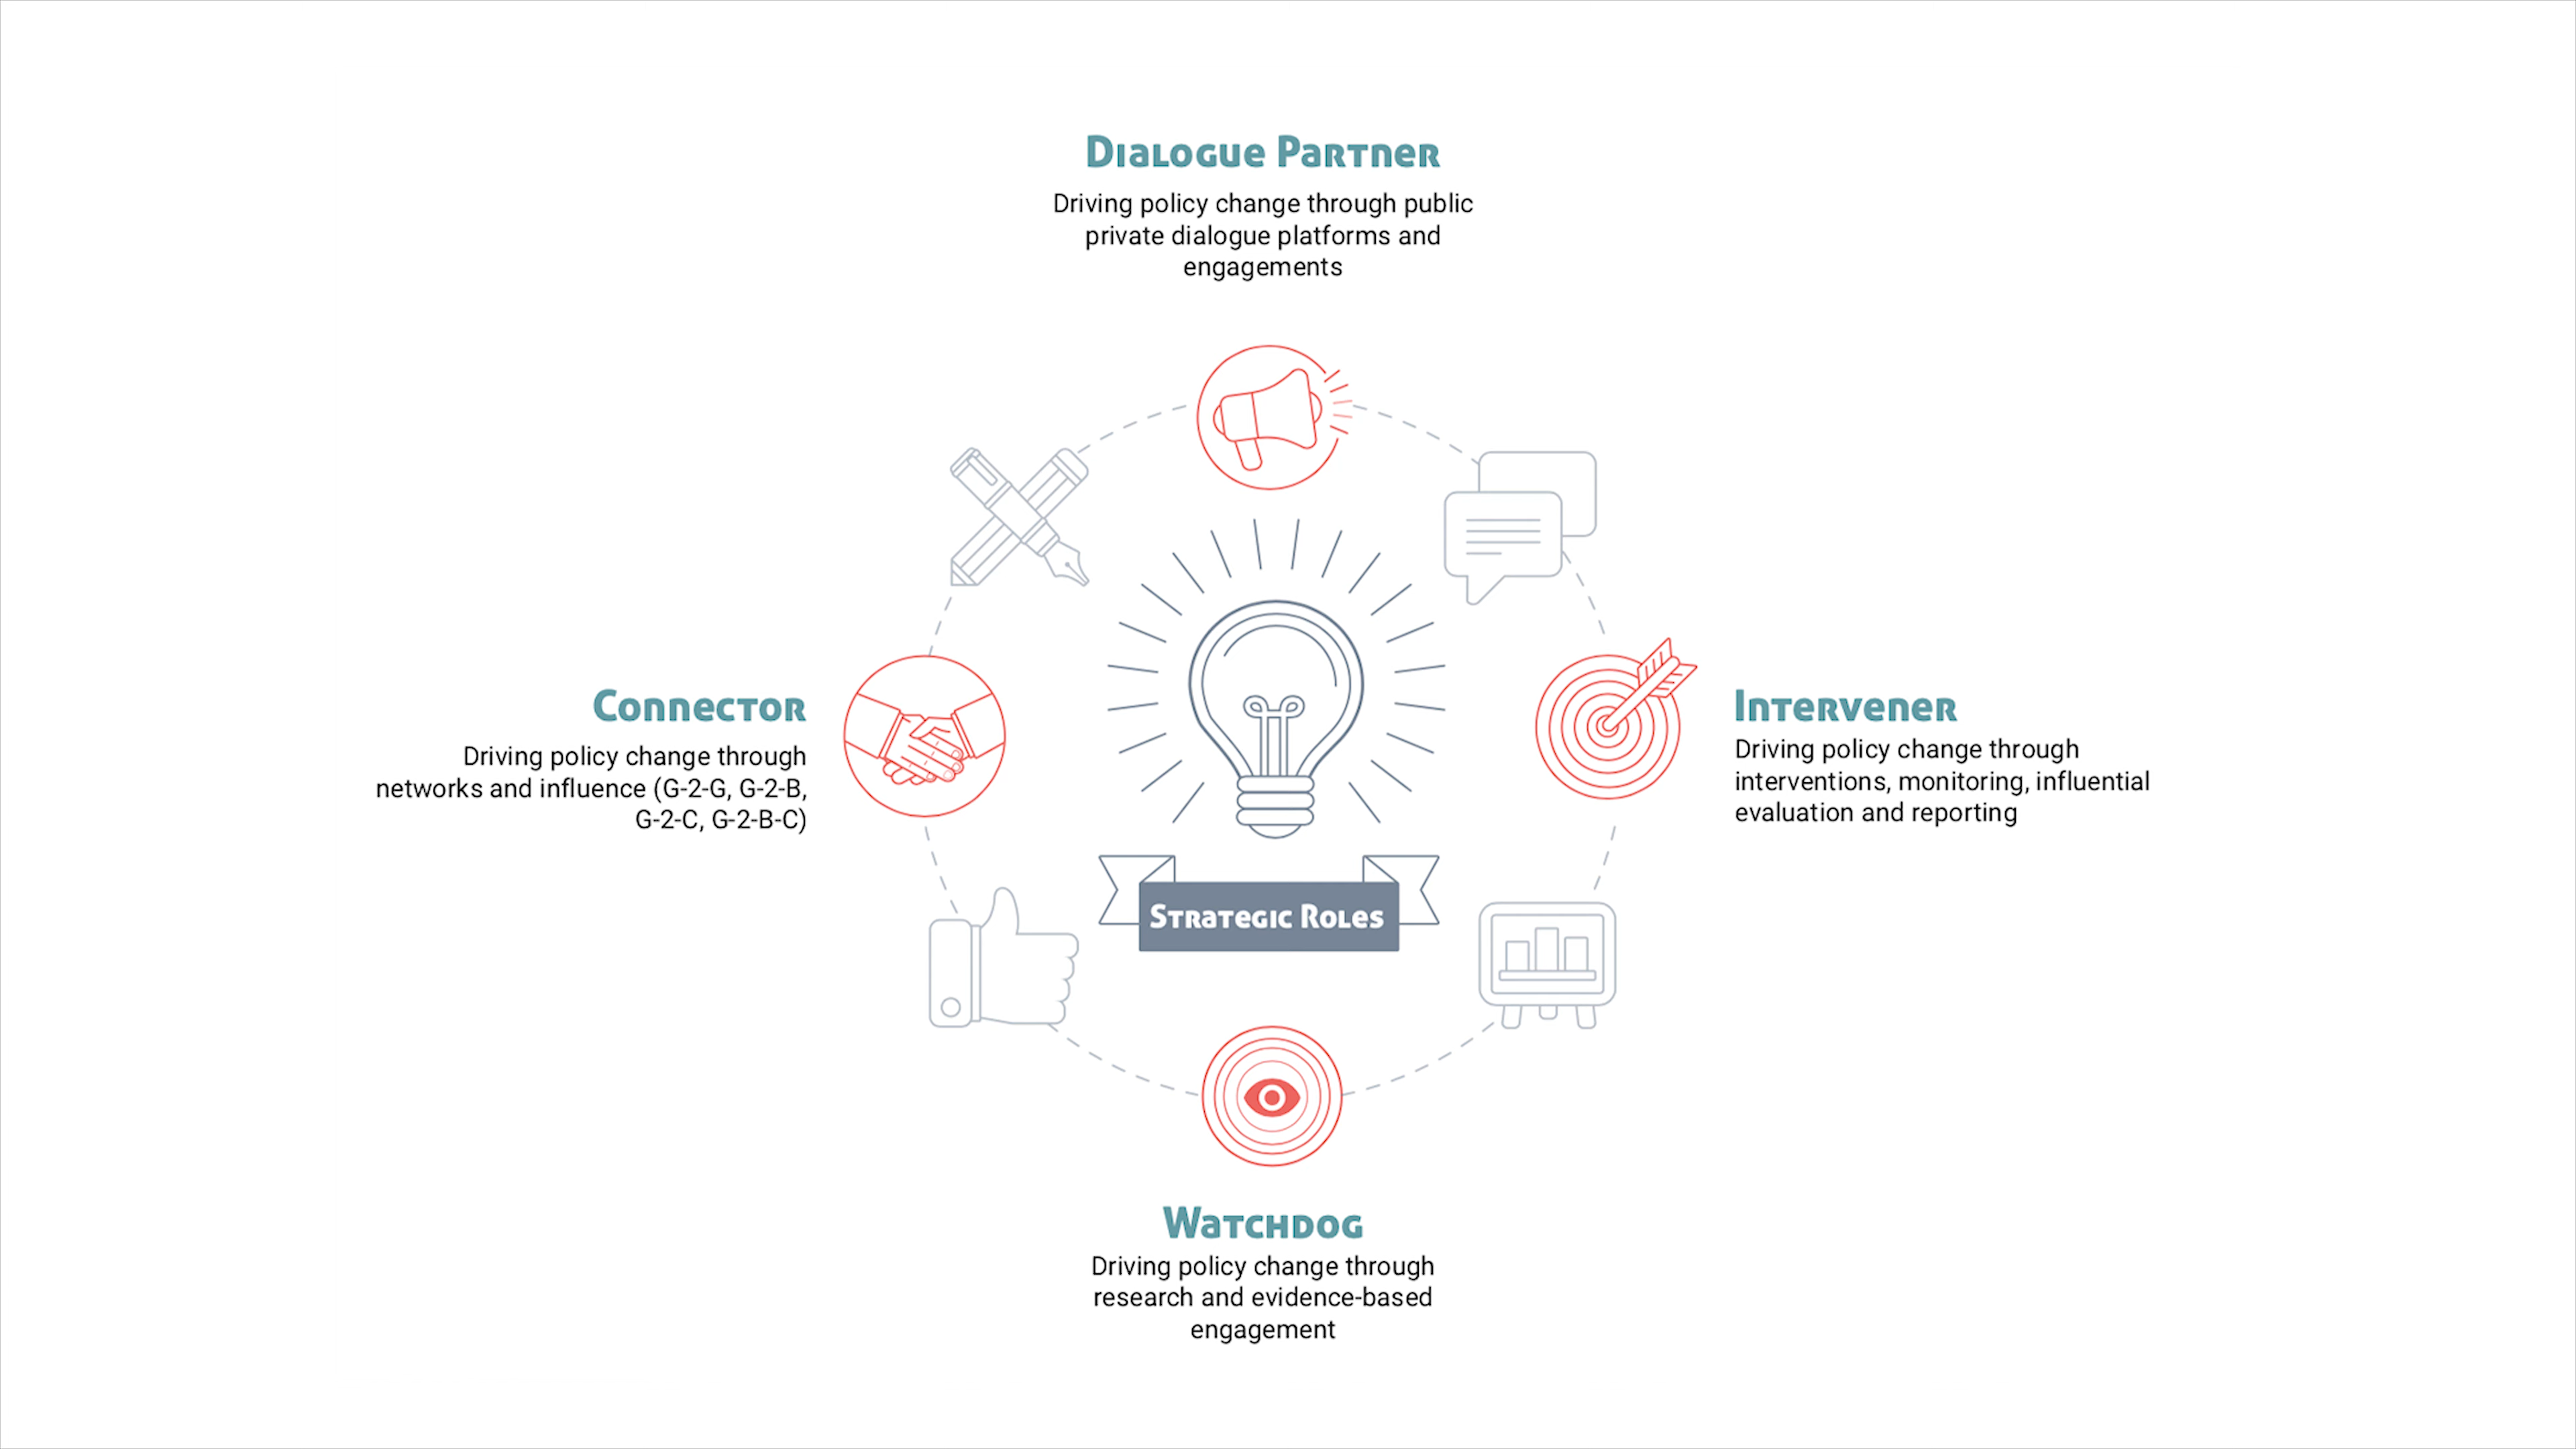 Dialogue Partner
Driving policy change through public
private dialogue platforms and
engagements
Connector
Driving policy change through
networks and influence (G-2-G, G-2-B,
G-2-C, G-2-B-C)
Intervener
Driving policy change through
interventions, monitoring, influential
evaluation and reporting
Strategic Roles
Watchdog
Driving policy change through
research and evidence-based
engagement